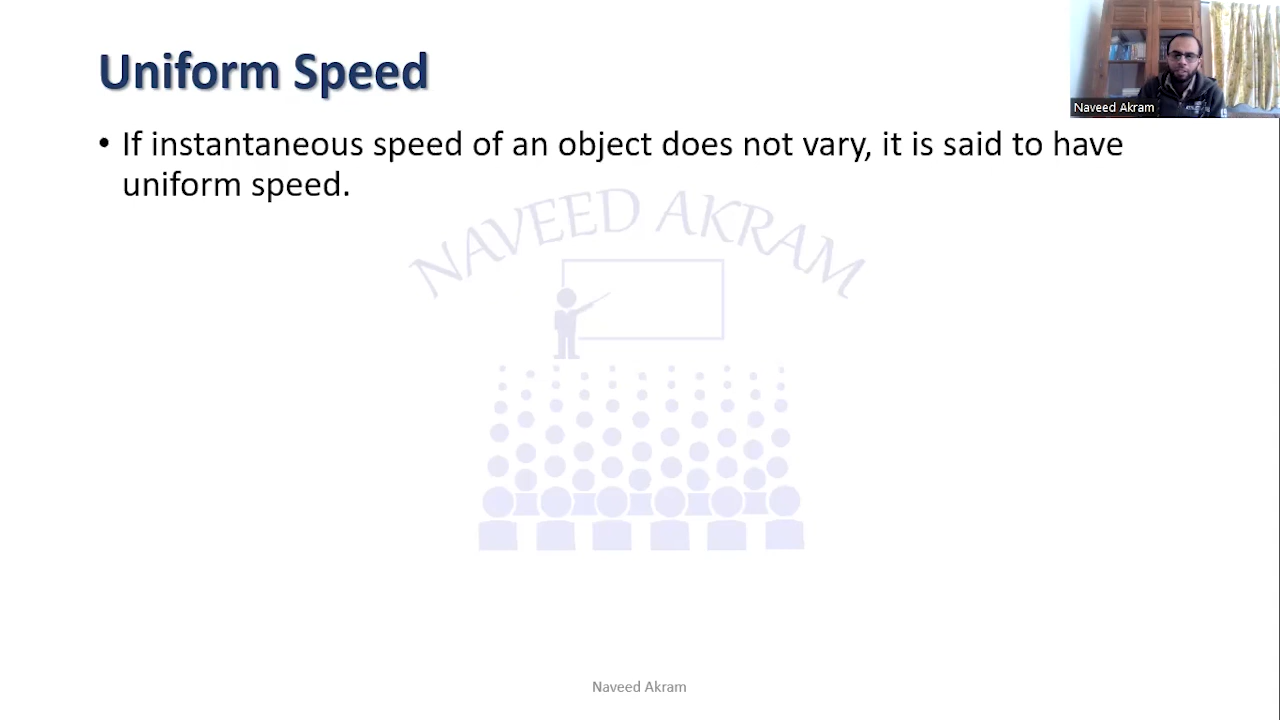 Uniform Speed
Naveed Akram
• If instantaneous speed of an object does not vary, it is said to have
uniform speed.
NAVEED AKRAM
Naveed Akram